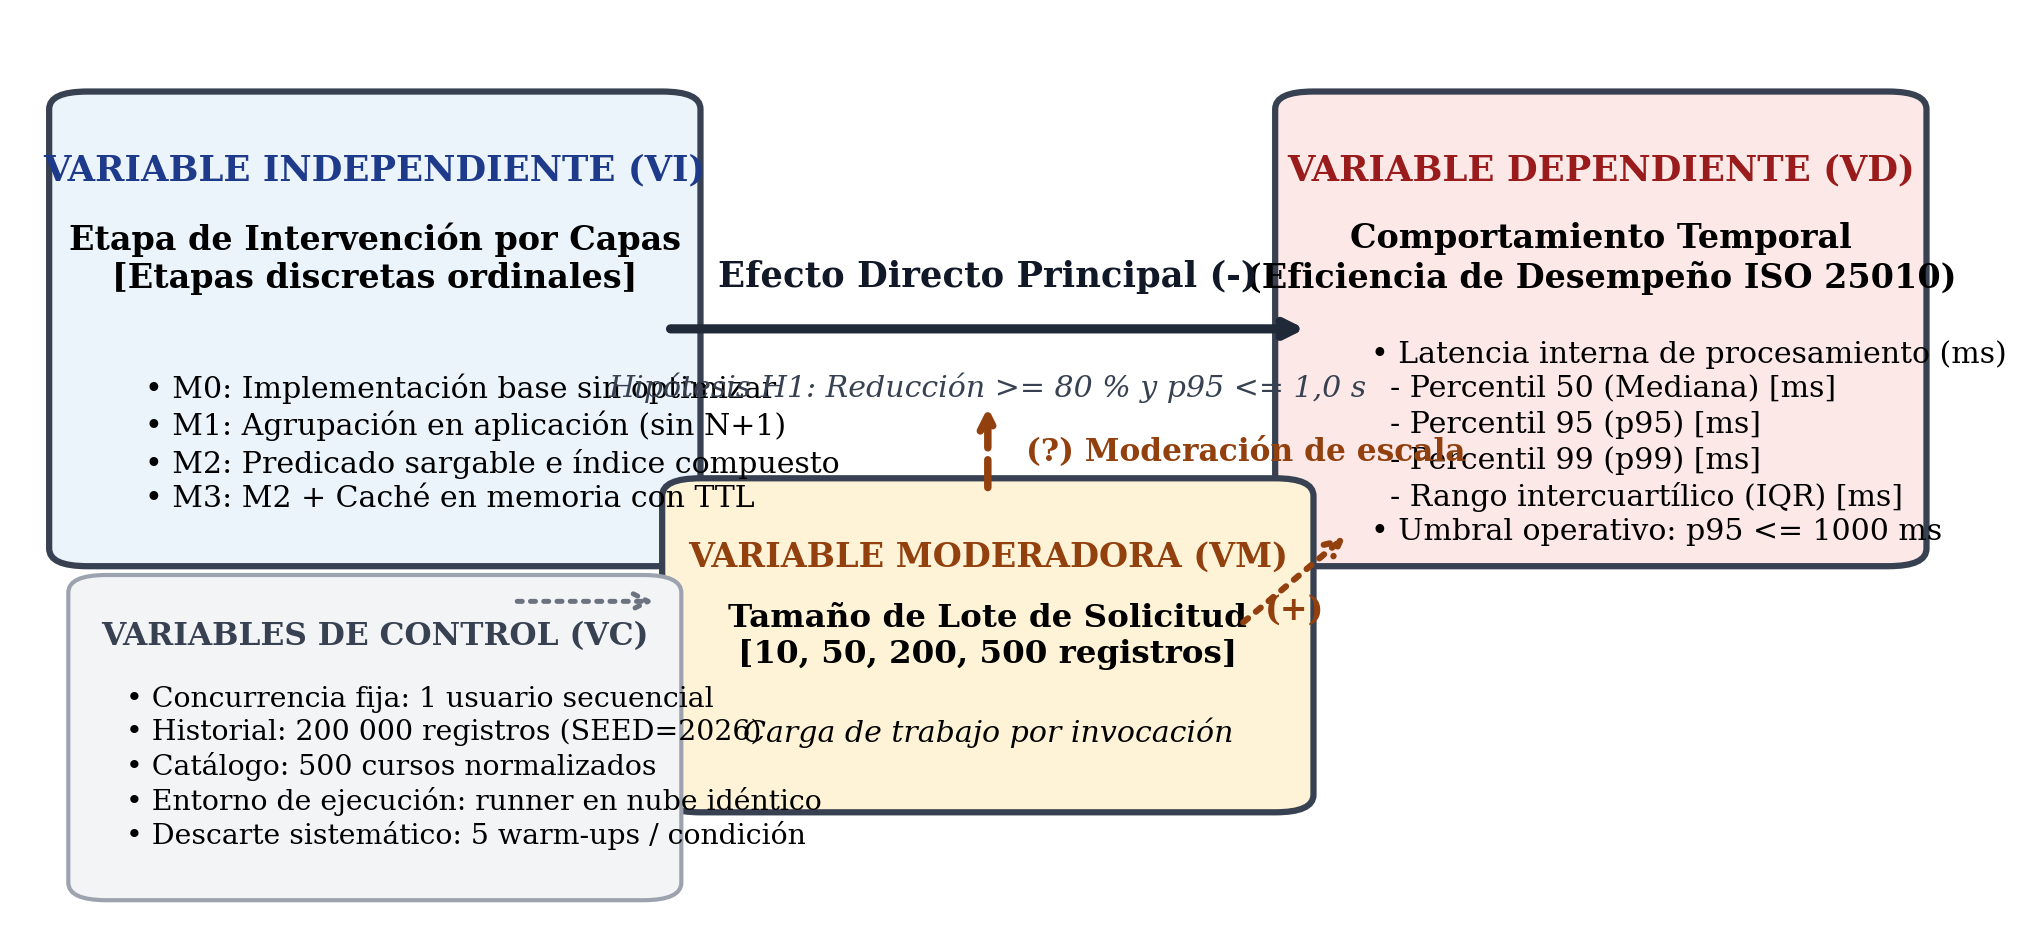 VARIABLE INDEPENDIENTE (VI)
Etapa de Intervención por Capas
[Etapas discretas ordinales]
• M0: Implementación base sin optimizar
• M1: Agrupación en aplicación (sin N+1)
• M2: Predicado sargable e índice compuesto
• M3: M2 + Caché en memoria con TTL
Efecto Directo Principal (-)
Hipótesis H1: Reducción >= 80 % y p95 <= 1,0 s
(?) Moderación de escala
VARIABLE DEPENDIENTE (VD)
Comportamiento Temporal
(Eficiencia de Desempeño ISO 25010)
• Latencia interna de procesamiento (ms)
- Percentil 50 (Mediana) [ms]
- Percentil 95 (p95) [ms]
- Percentil 99 (p99) [ms]
- Rango intercuartílico (IQR) [ms]
• Umbral operativo: p95 <= 1000 ms
VARIABLE MODERADORA (VM)
Tamaño de Lote de Solicitud
[10, 50, 200, 500 registros]
Carga de trabajo por invocación
(+)
VARIABLES DE CONTROL (VC)
• Concurrencia fija: 1 usuario secuencial
• Historial: 200 000 registros (SEED=2026)
• Catálogo: 500 cursos normalizados
• Entorno de ejecución: runner en nube idéntico
• Descarte sistemático: 5 warm-ups / condición